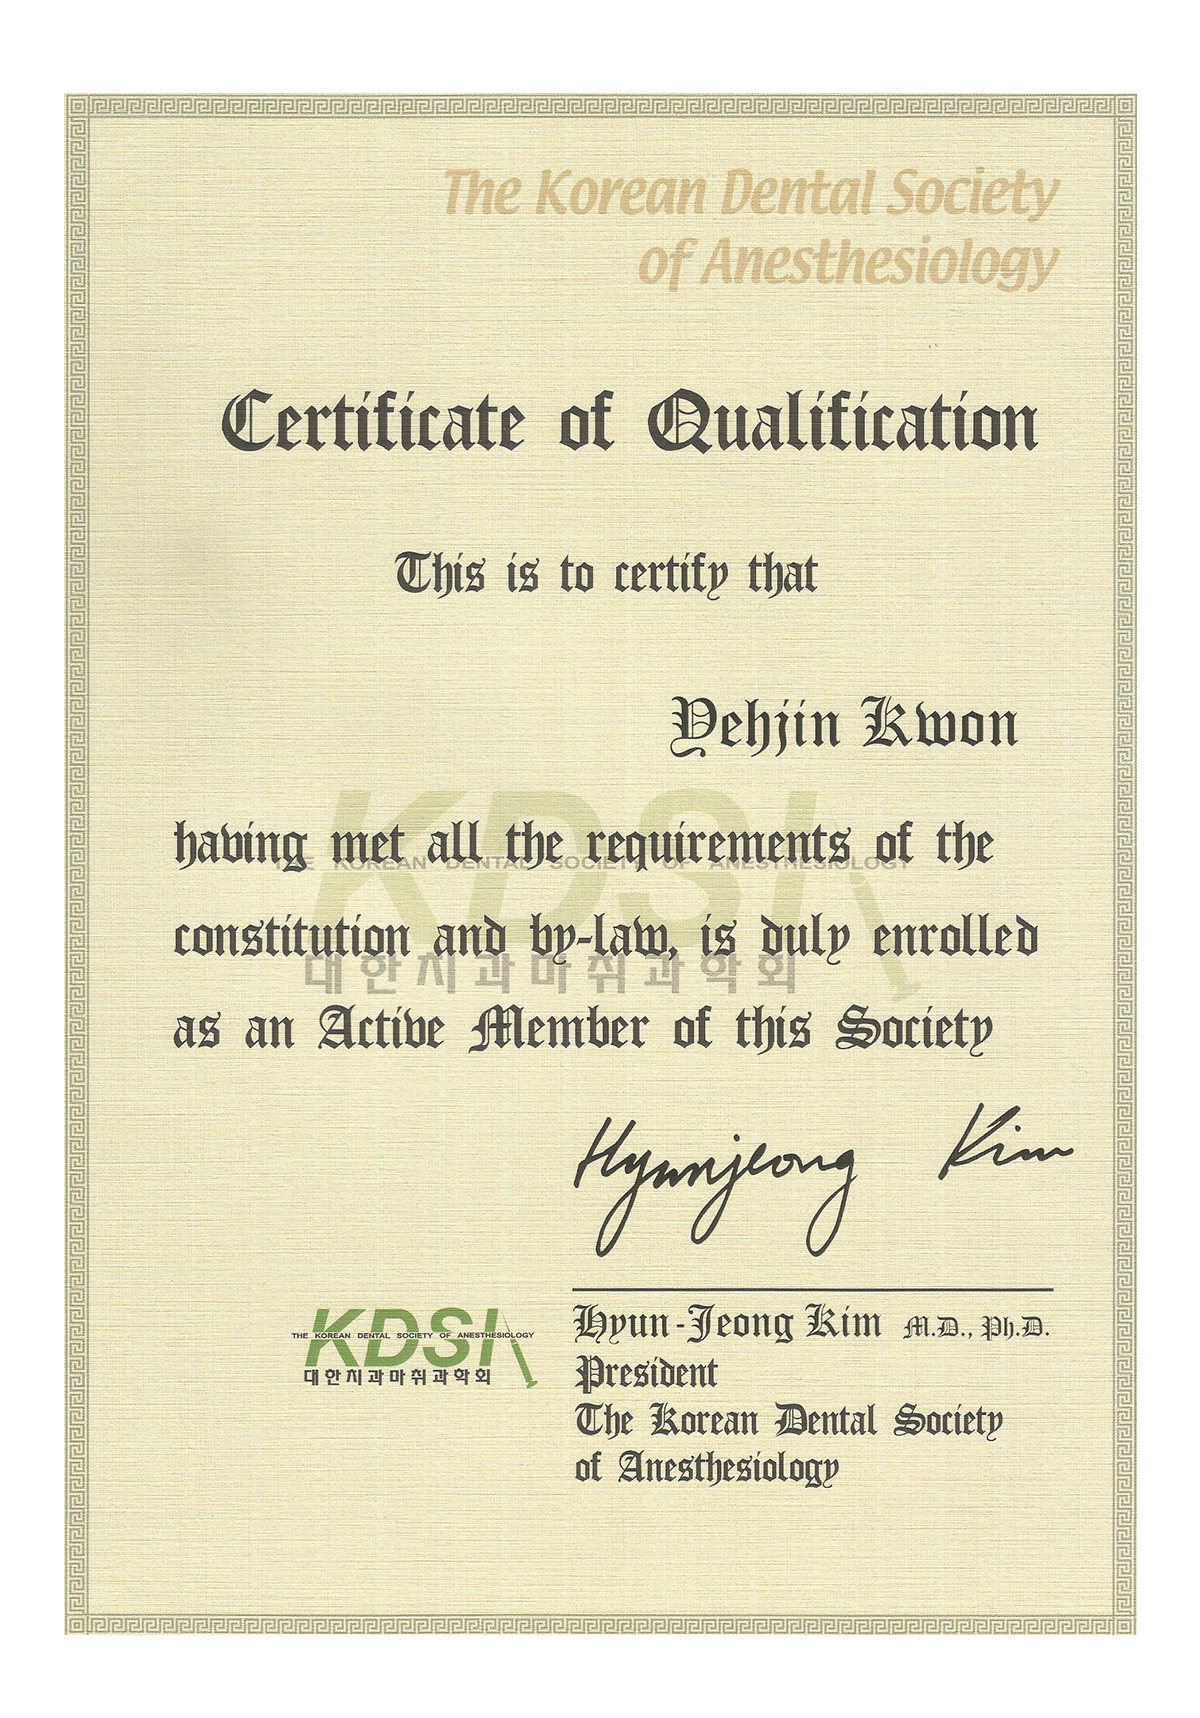 The Korean Dental Society
of Anesthesiology
Certificate of Qualification
This is to certify that
Yehjin Kwon
KDSA
having met all the requirements of the
THE KOREAN DENTAL SOCIETY OF ANESTHESIOLOGY
constitution and by-law, is duly enrolled
대한치과마취과학회
as an Active Member of this Society
Hyunjeong Kim
KDSA
THE KOREAN DENTAL SOCIETY OF ANESTHESIOLOGY
대한치과마취과학회
Hyun-Jeong Kim M.D., Ph.D.
President
The Korean Dental Society
of Anesthesiology